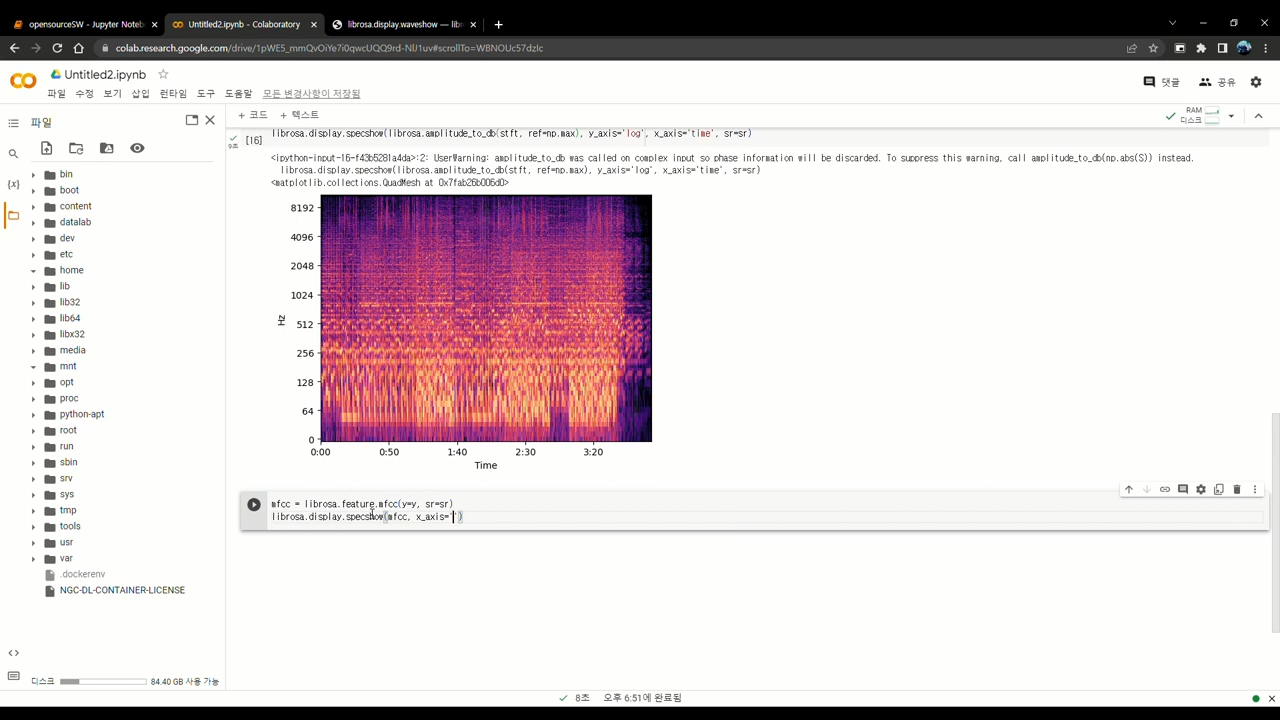 opensourceSW - Jupyter Noteb
Untitled2.ipynb - Colaboratory
librosa.display.waveshow — libr
colab.research.google.com/drive/1pWE5_mmQvOiYe7i0qwcUQQ9rd-NlJ1uv#scrollTo=WBNOUc57dzlc
Untitled2.ipynb
파일 수정 보기 삽입 런타임 도구 도움말 모든 변경사항이 저장됨
댓글
공유
파일
+ 코드 + 텍스트
RAM
디스크
bin
boot
content
datalab
dev
etc
home
lib
lib32
lib64
libx32
media
mnt
opt
proc
python-apt
root
run
sbin
srv
sys
tmp
tools
usr
var
.dockerenv
NGC-DL-CONTAINER-LICENSE
디스크 84.40 GB 사용 가능
[16]
9초
librosa.display.specshow(librosa.amplitude_to_db(stft, ref=np.max), y_axis='log', x_axis='time', sr=sr)
<ipython-input-16-f43b5281a4da>:2: UserWarning: amplitude_to_db was called on complex input so phase information will be discarded. To suppress this warning, call amplitude_to_db(np.abs(S)) instead.
librosa.display.specshow(librosa.amplitude_to_db(stft, ref=np.max), y_axis='log', x_axis='time', sr=sr)
<matplotlib.collections.QuadMesh at 0x7fab26b006d0>
8192
4096
2048
1024
512
256
128
64
0
Hz
0:00 0:50 1:40 2:30 3:20
Time
mfcc = librosa.feature.mfcc(y=y, sr=sr)
librosa.display.specshow(mfcc, x_axis='')
8초 오후 6:51에 완료됨